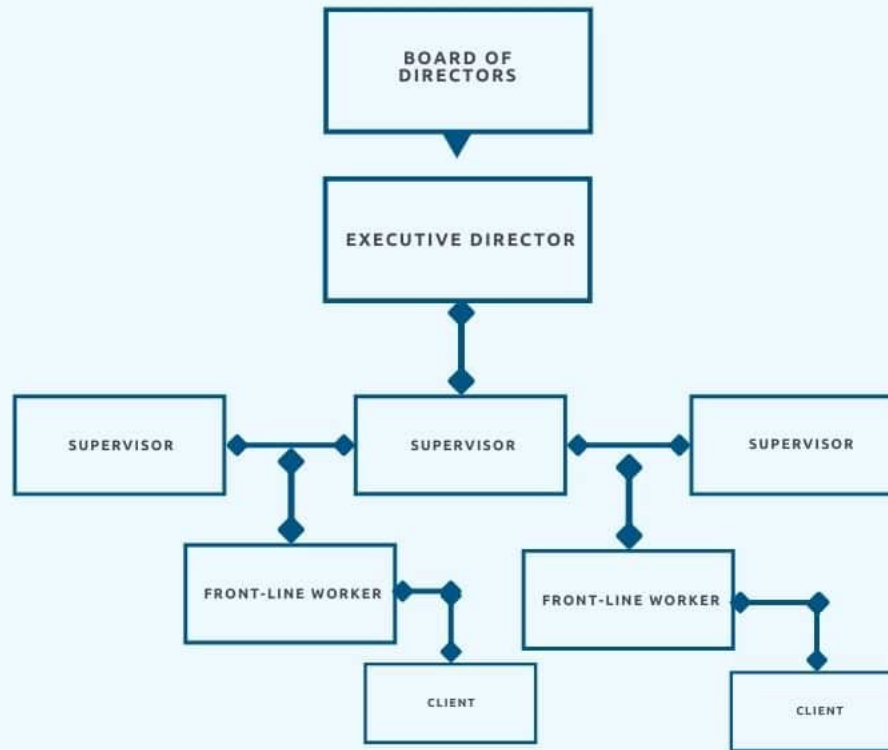 BOARD OF
DIRECTORS
EXECUTIVE DIRECTOR
SUPERVISOR
SUPERVISOR
SUPERVISOR
FRONT-LINE WORKER
FRONT-LINE WORKER
CLIENT
CLIENT